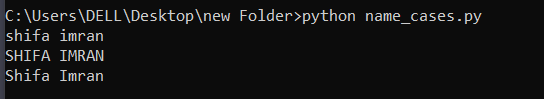 C:\Users\DELL\Desktop\new Folder>python name_cases.py
shifa imran
SHIFA IMRAN
Shifa Imran